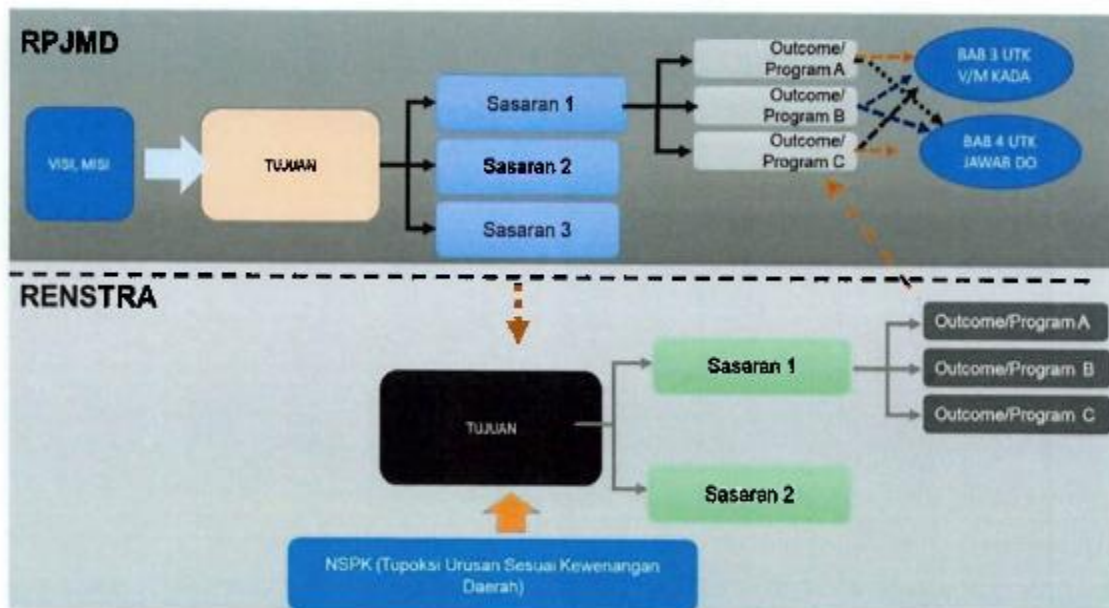 RPJMD
VISI, MISI
TUJUAN
Sasaran 1
Sasaran 2
Sasaran 3
Outcome/
Program A
Outcome/
Program B
Outcome/
Program C
BAB 3 UTK
V/M KADA
BAB 4 UTK
JAWAB DO
RENSTRA
TUJUAN
Sasaran 1
Sasaran 2
Outcome/Program A
Outcome/Program B
Outcome/Program C
NSPK (Tupoksi Urusan Sesuai Kewenangan
Daerah)